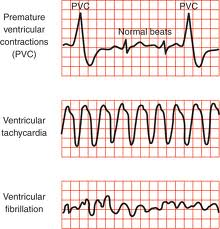 Premature
ventricular
contractions
(PVC)
PVC
PVC
Normal beats
Ventricular
tachycardia
Ventricular
fibrillation